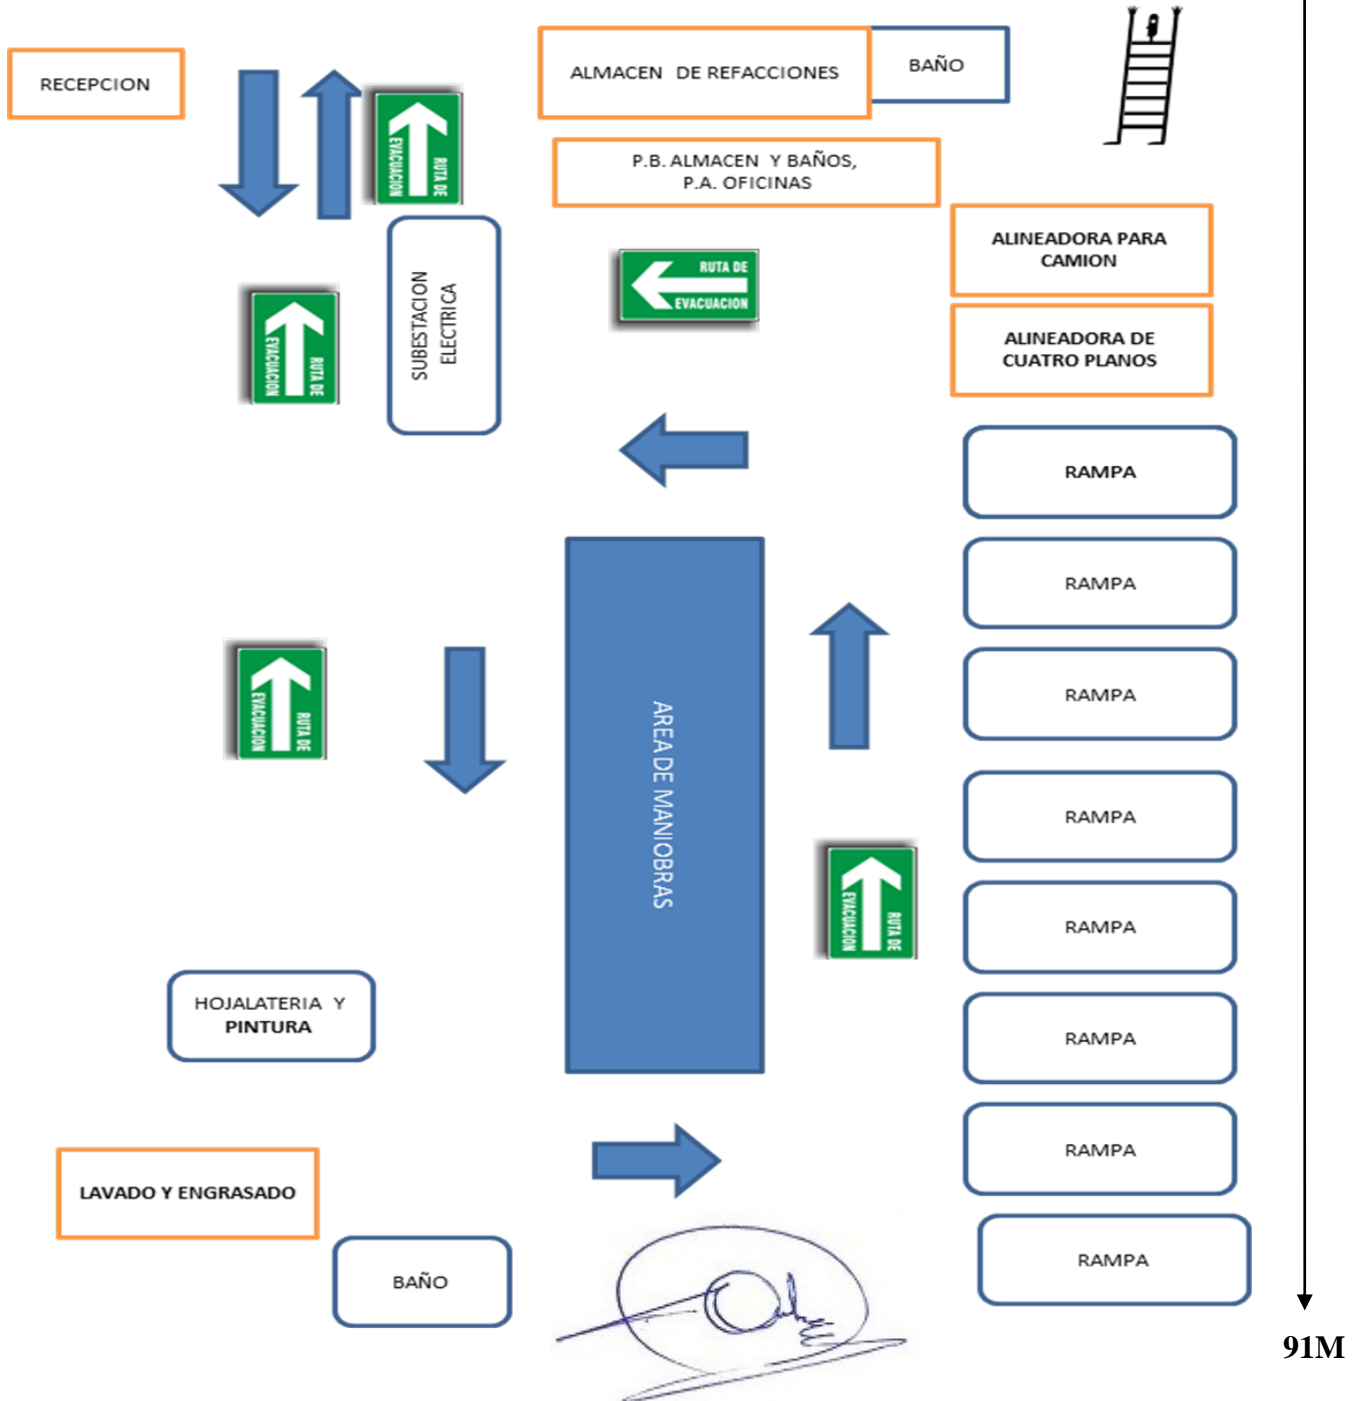 RECEPCION
ALMACEN DE REFACCIONES
BAÑO
RUTA DE
EVACUACION
P.B. ALMACEN Y BAÑOS,
P.A. OFICINAS
SUBESTACION
ELECTRICA
ALINEADORA PARA
CAMION
RUTA DE
EVACUACION
RUTA DE
EVACUACION
ALINEADORA DE
CUATRO PLANOS
RAMPA
RAMPA
RAMPA
RUTA DE
EVACUACION
AREA DE MANIOBRAS
RAMPA
RUTA DE
EVACUACION
RAMPA
HOJALATERIA Y
PINTURA
RAMPA
RAMPA
LAVADO Y ENGRASADO
RAMPA
BAÑO
91M